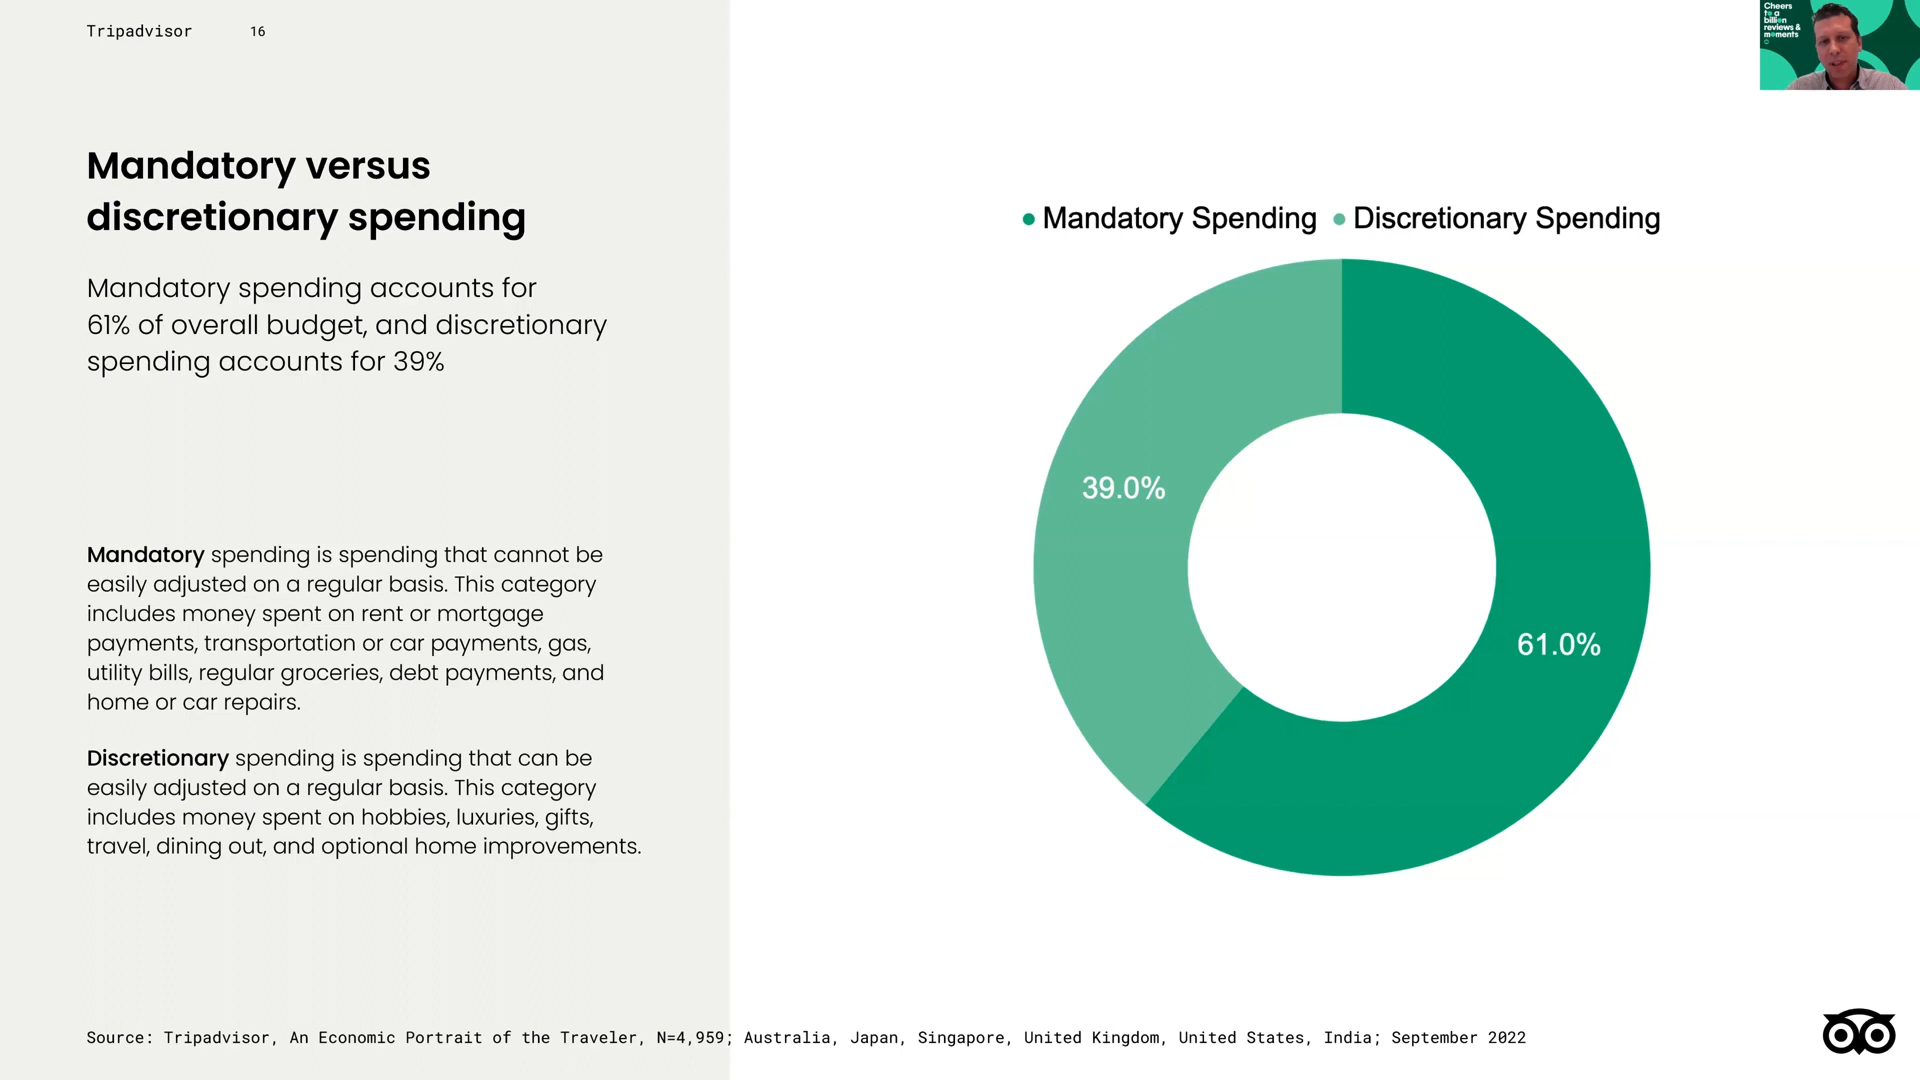 Tripadvisor 16
Cheers
to a
billion
reviews &
moments
Mandatory versus
discretionary spending
Mandatory spending accounts for
61% of overall budget, and discretionary
spending accounts for 39%
Mandatory spending is spending that cannot be
easily adjusted on a regular basis. This category
includes money spent on rent or mortgage
payments, transportation or car payments, gas,
utility bills, regular groceries, debt payments, and
home or car repairs.
Discretionary spending is spending that can be
easily adjusted on a regular basis. This category
includes money spent on hobbies, luxuries, gifts,
travel, dining out, and optional home improvements.
Mandatory Spending Discretionary Spending
39.0%
61.0%
Source: Tripadvisor, An Economic Portrait of the Traveler, N=4,959; Australia, Japan, Singapore, United Kingdom, United States, India; September 2022